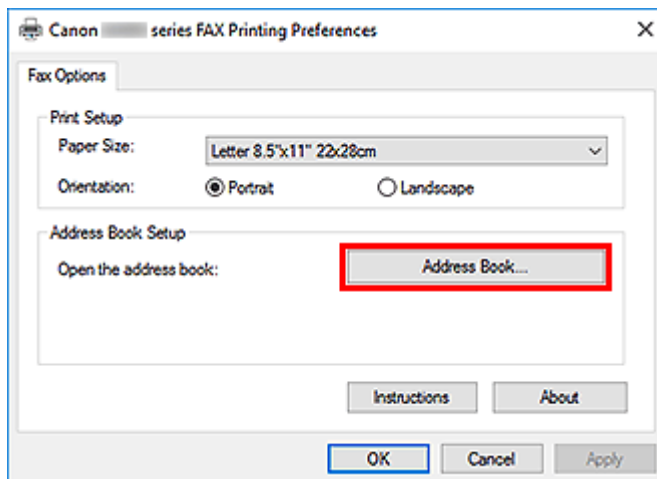 Canon series FAX Printing Preferences
Fax Options
Print Setup
Paper Size: Letter 8.5"x11" 22x28cm
Orientation: Portrait Landscape
Address Book Setup
Open the address book: Address Book...
Instructions About
OK Cancel Apply